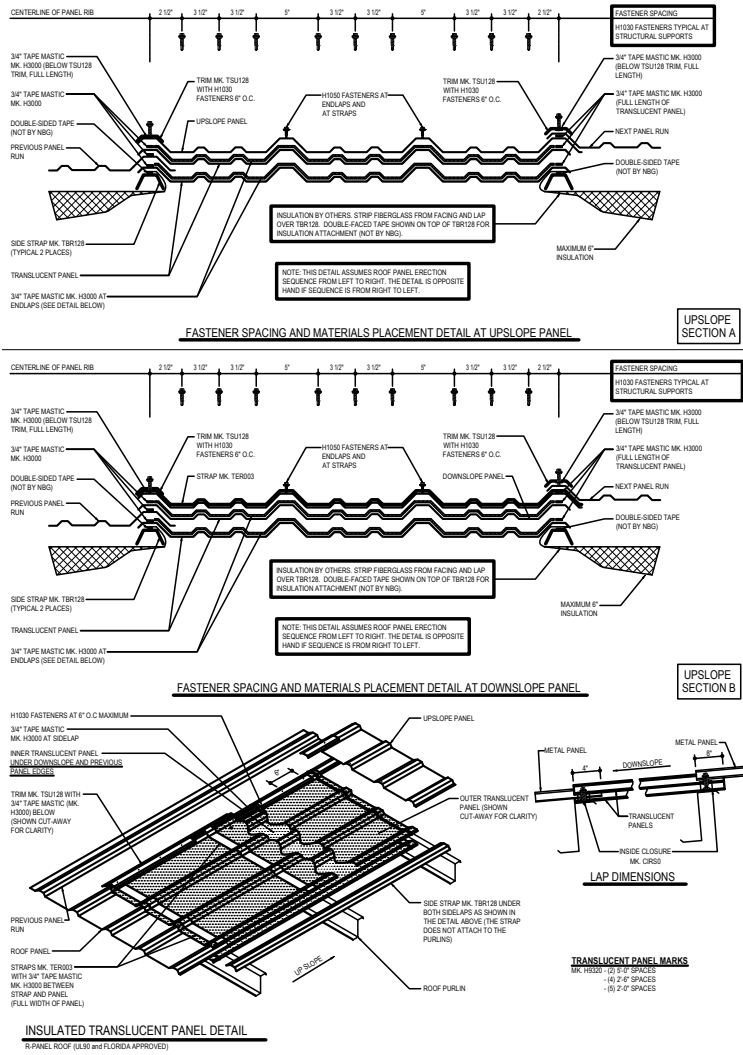 CENTERLINE OF PANEL RIB
2 1/2" 3 1/2" 3 1/2" 5" 3 1/2" 3 1/2" 5" 3 1/2" 3 1/2" 2 1/2"
FASTENER SPACING
H1030 FASTENERS TYPICAL AT
STRUCTURAL SUPPORTS
3/4" TAPE MASTIC
MK. H3000 (BELOW TSU128
TRIM, FULL LENGTH)
3/4" TAPE MASTIC
MK. H3000
DOUBLE-SIDED TAPE
(NOT BY NBG)
PREVIOUS PANEL
RUN
TRIM MK. TSU128
WITH H1030
FASTENERS 6" O.C.
UPSLOPE PANEL
H1050 FASTENERS AT
ENDLAPS AND
AT STRAPS
TRIM MK. TSU128
WITH H1030
FASTENERS 6" O.C.
3/4" TAPE MASTIC MK. H3000
(BELOW TSU128 TRIM, FULL
LENGTH)
3/4" TAPE MASTIC MK. H3000
(FULL LENGTH OF
TRANSLUCENT PANEL)
NEXT PANEL RUN
DOUBLE-SIDED TAPE
(NOT BY NBG)
INSULATION BY OTHERS. STRIP FIBERGLASS FROM FACING AND LAP
OVER TBR128. DOUBLE-FACED TAPE SHOWN ON TOP OF TBR128 FOR
INSULATION ATTACHMENT (NOT BY NBG).
SIDE STRAP MK. TBR128
(TYPICAL 2 PLACES)
MAXIMUM 6"
INSULATION
TRANSLUCENT PANEL
NOTE: THIS DETAIL ASSUMES ROOF PANEL ERECTION
SEQUENCE FROM LEFT TO RIGHT. THE DETAIL IS OPPOSITE
HAND IF SEQUENCE IS FROM RIGHT TO LEFT.
3/4" TAPE MASTIC MK. H3000 AT
ENDLAPS (SEE DETAIL BELOW)
FASTENER SPACING AND MATERIALS PLACEMENT DETAIL AT UPSLOPE PANEL
UPSLOPE
SECTION A
CENTERLINE OF PANEL RIB
2 1/2" 3 1/2" 3 1/2" 5" 3 1/2" 3 1/2" 5" 3 1/2" 3 1/2" 2 1/2"
FASTENER SPACING
H1030 FASTENERS TYPICAL AT
STRUCTURAL SUPPORTS
3/4" TAPE MASTIC
MK. H3000 (BELOW TSU128
TRIM, FULL LENGTH)
3/4" TAPE MASTIC
MK. H3000
DOUBLE-SIDED TAPE
(NOT BY NBG)
PREVIOUS PANEL
RUN
TRIM MK. TSU128
WITH H1030
FASTENERS 6" O.C.
STRAP MK. TER003
H1050 FASTENERS AT
ENDLAPS AND
AT STRAPS
TRIM MK. TSU128
WITH H1030
FASTENERS 6" O.C.
DOWNSLOPE PANEL
3/4" TAPE MASTIC MK. H3000
(BELOW TSU128 TRIM, FULL
LENGTH)
3/4" TAPE MASTIC MK. H3000
(FULL LENGTH OF
TRANSLUCENT PANEL)
NEXT PANEL RUN
DOUBLE-SIDED TAPE
(NOT BY NBG)
INSULATION BY OTHERS. STRIP FIBERGLASS FROM FACING AND LAP
OVER TBR128. DOUBLE-FACED TAPE SHOWN ON TOP OF TBR128 FOR
INSULATION ATTACHMENT (NOT BY NBG).
SIDE STRAP MK. TBR128
(TYPICAL 2 PLACES)
MAXIMUM 6"
INSULATION
TRANSLUCENT PANEL
NOTE: THIS DETAIL ASSUMES ROOF PANEL ERECTION
SEQUENCE FROM LEFT TO RIGHT. THE DETAIL IS OPPOSITE
HAND IF SEQUENCE IS FROM RIGHT TO LEFT.
3/4" TAPE MASTIC MK. H3000 AT
ENDLAPS (SEE DETAIL BELOW)
FASTENER SPACING AND MATERIALS PLACEMENT DETAIL AT DOWNSLOPE PANEL
UPSLOPE
SECTION B
H1030 FASTENERS AT 6" O.C MAXIMUM
3/4" TAPE MASTIC
MK. H3000 AT SIDELAP
INNER TRANSLUCENT PANEL
UNDER DOWNSLOPE AND PREVIOUS
PANEL EDGES
TRIM MK. TSU128 WITH
3/4" TAPE MASTIC (MK.
H3000) BELOW
(SHOWN CUT-AWAY
FOR CLARITY)
PREVIOUS PANEL
RUN
ROOF PANEL
STRAPS MK. TER003
WITH 3/4" TAPE MASTIC
MK. H3000 BETWEEN
STRAP AND PANEL
(FULL WIDTH OF PANEL)
6"
UPSLOPE PANEL
OUTER TRANSLUCENT
PANEL (SHOWN
CUT-AWAY FOR CLARITY)
SIDE STRAP MK. TBR128 UNDER
BOTH SIDELAPS AS SHOWN IN
THE DETAIL ABOVE (THE STRAP
DOES NOT ATTACH TO THE
PURLINS)
UP SLOPE
ROOF PURLIN
METAL PANEL
METAL PANEL
DOWNSLOPE
4"
8"
TRANSLUCENT
PANELS
INSIDE CLOSURE
MK. CIRS0
LAP DIMENSIONS
TRANSLUCENT PANEL MARKS
MK. H9320 - (2) 5'-0" SPACES
- (4) 2'-6" SPACES
- (5) 2'-0" SPACES
INSULATED TRANSLUCENT PANEL DETAIL
R-PANEL ROOF (UL90 and FLORIDA APPROVED)